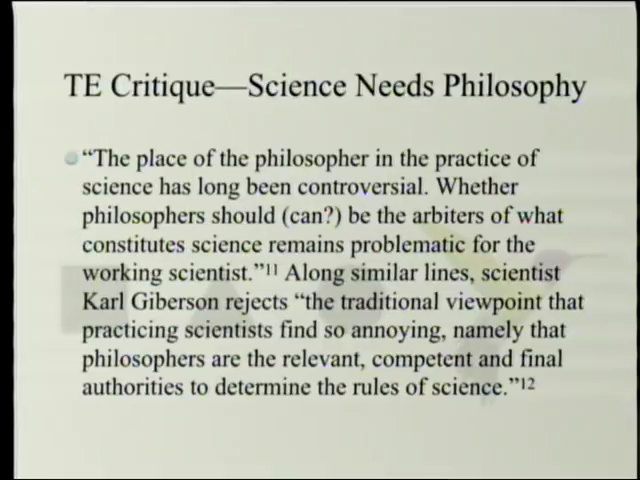 TE Critique—Science Needs Philosophy
“The place of the philosopher in the practice of
science has long been controversial. Whether
philosophers should (can?) be the arbiters of what
constitutes science remains problematic for the
working scientist.”11 Along similar lines, scientist
Karl Giberson rejects “the traditional viewpoint that
practicing scientists find so annoying, namely that
philosophers are the relevant, competent and final
authorities to determine the rules of science.”12